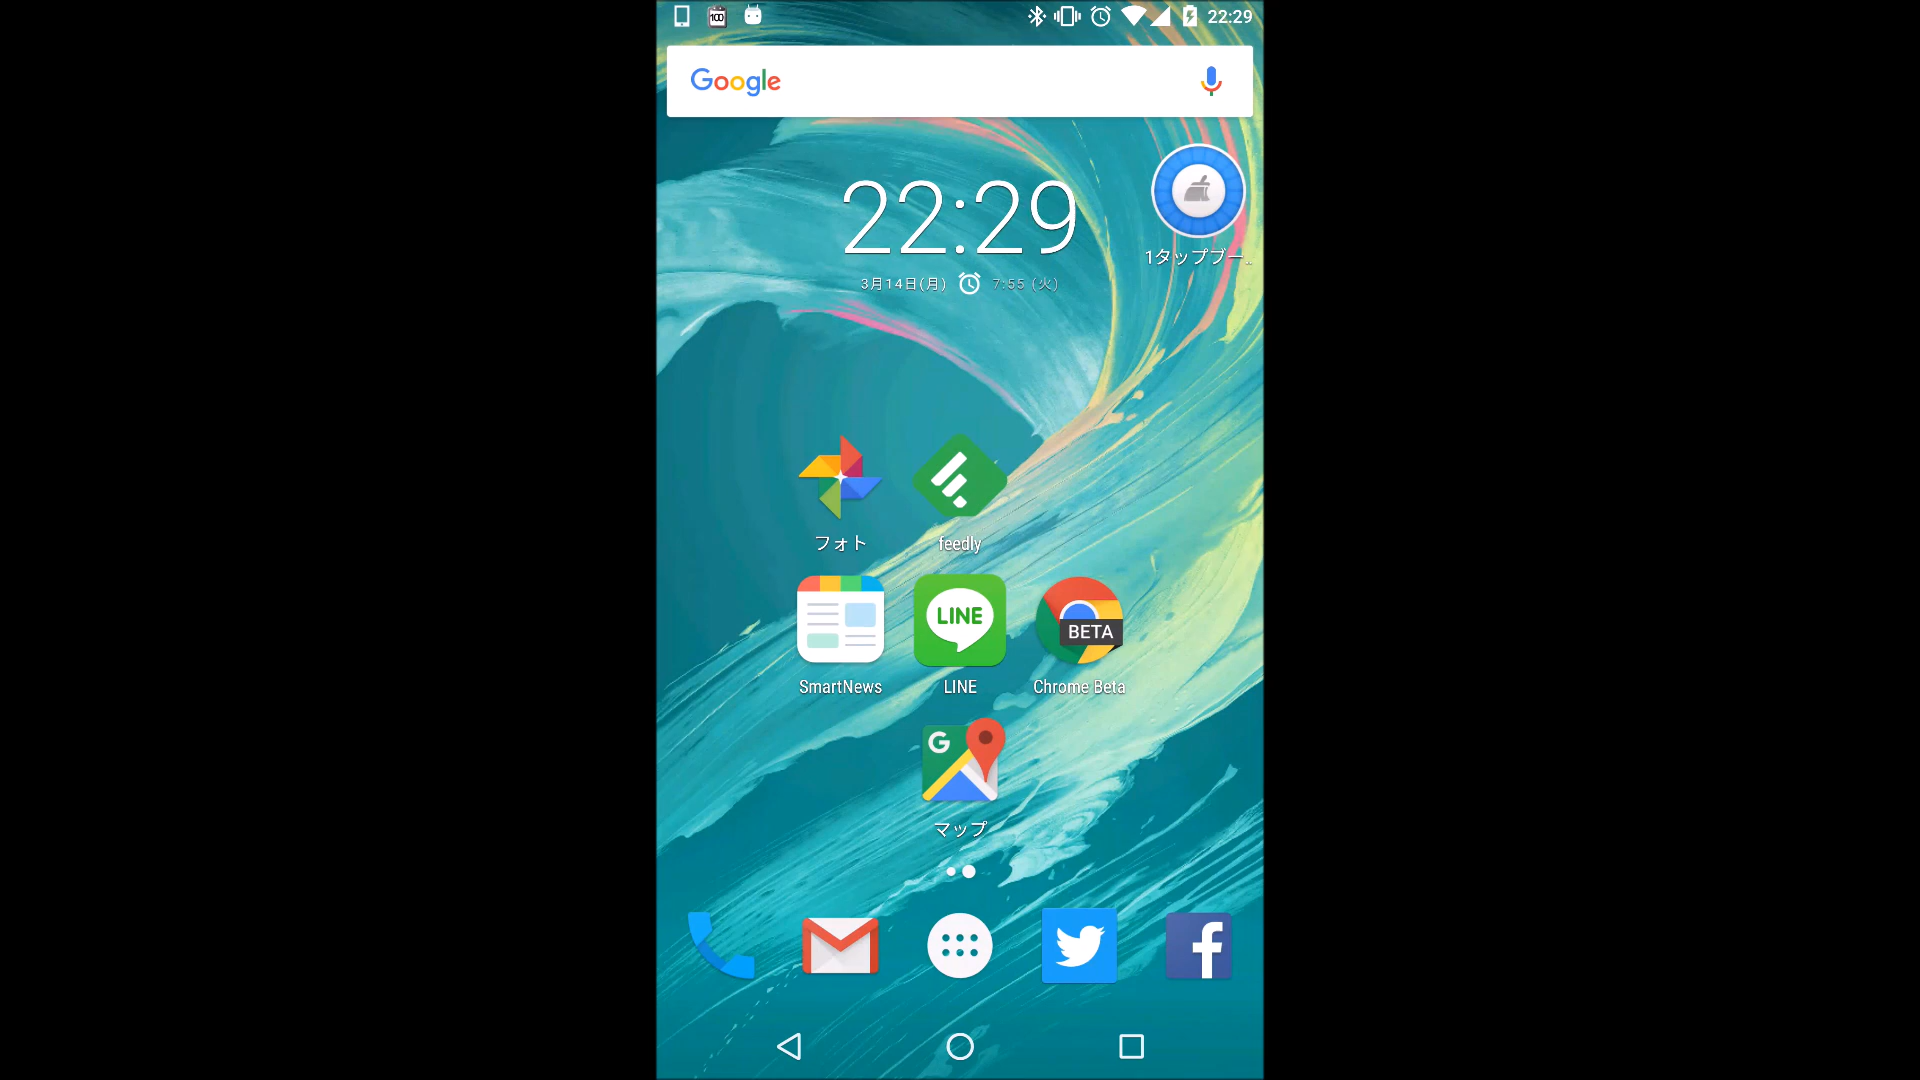 100
22:29
Google
22:29
3月14日(月) 7:55 (火)
1タップブー..
フォト
feedly
LINE
BETA
SmartNews
LINE
Chrome Beta
G
マップ
f